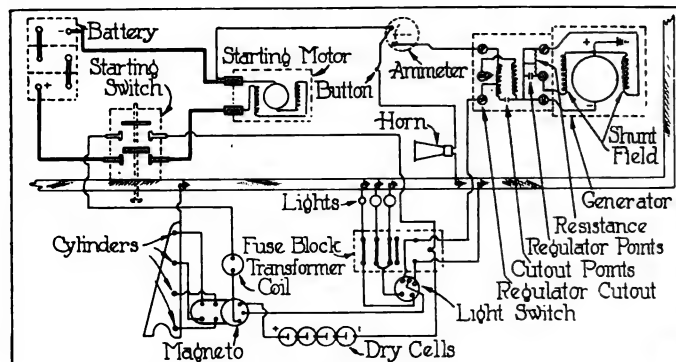 Battery
Starting
Switch
Starting Motor
Button
Ammeter
Horn
Shunt
Field
Generator
Resistance
Regulator Points
Cutout Points
Regulator Cutout
Lights
Cylinders
Fuse Block
Transformer
Coil
Light Switch
Magneto
Dry Cells